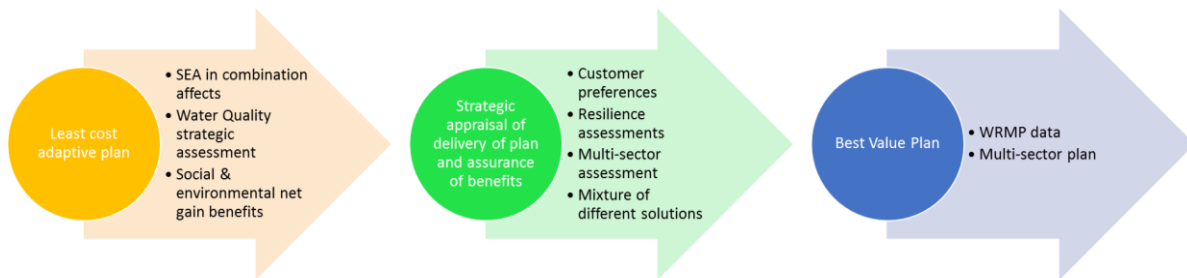 Least cost
adaptive plan
• SEA in combination
affects
• Water Quality
strategic
assessment
• Social &
environmental net
gain benefits
Strategic
appraisal of
delivery of plan
and assurance
of benefits
• Customer
preferences
• Resilience
assessments
• Multi-sector
assessment
• Mixture of
different solutions
Best Value Plan
• WRMP data
• Multi-sector plan